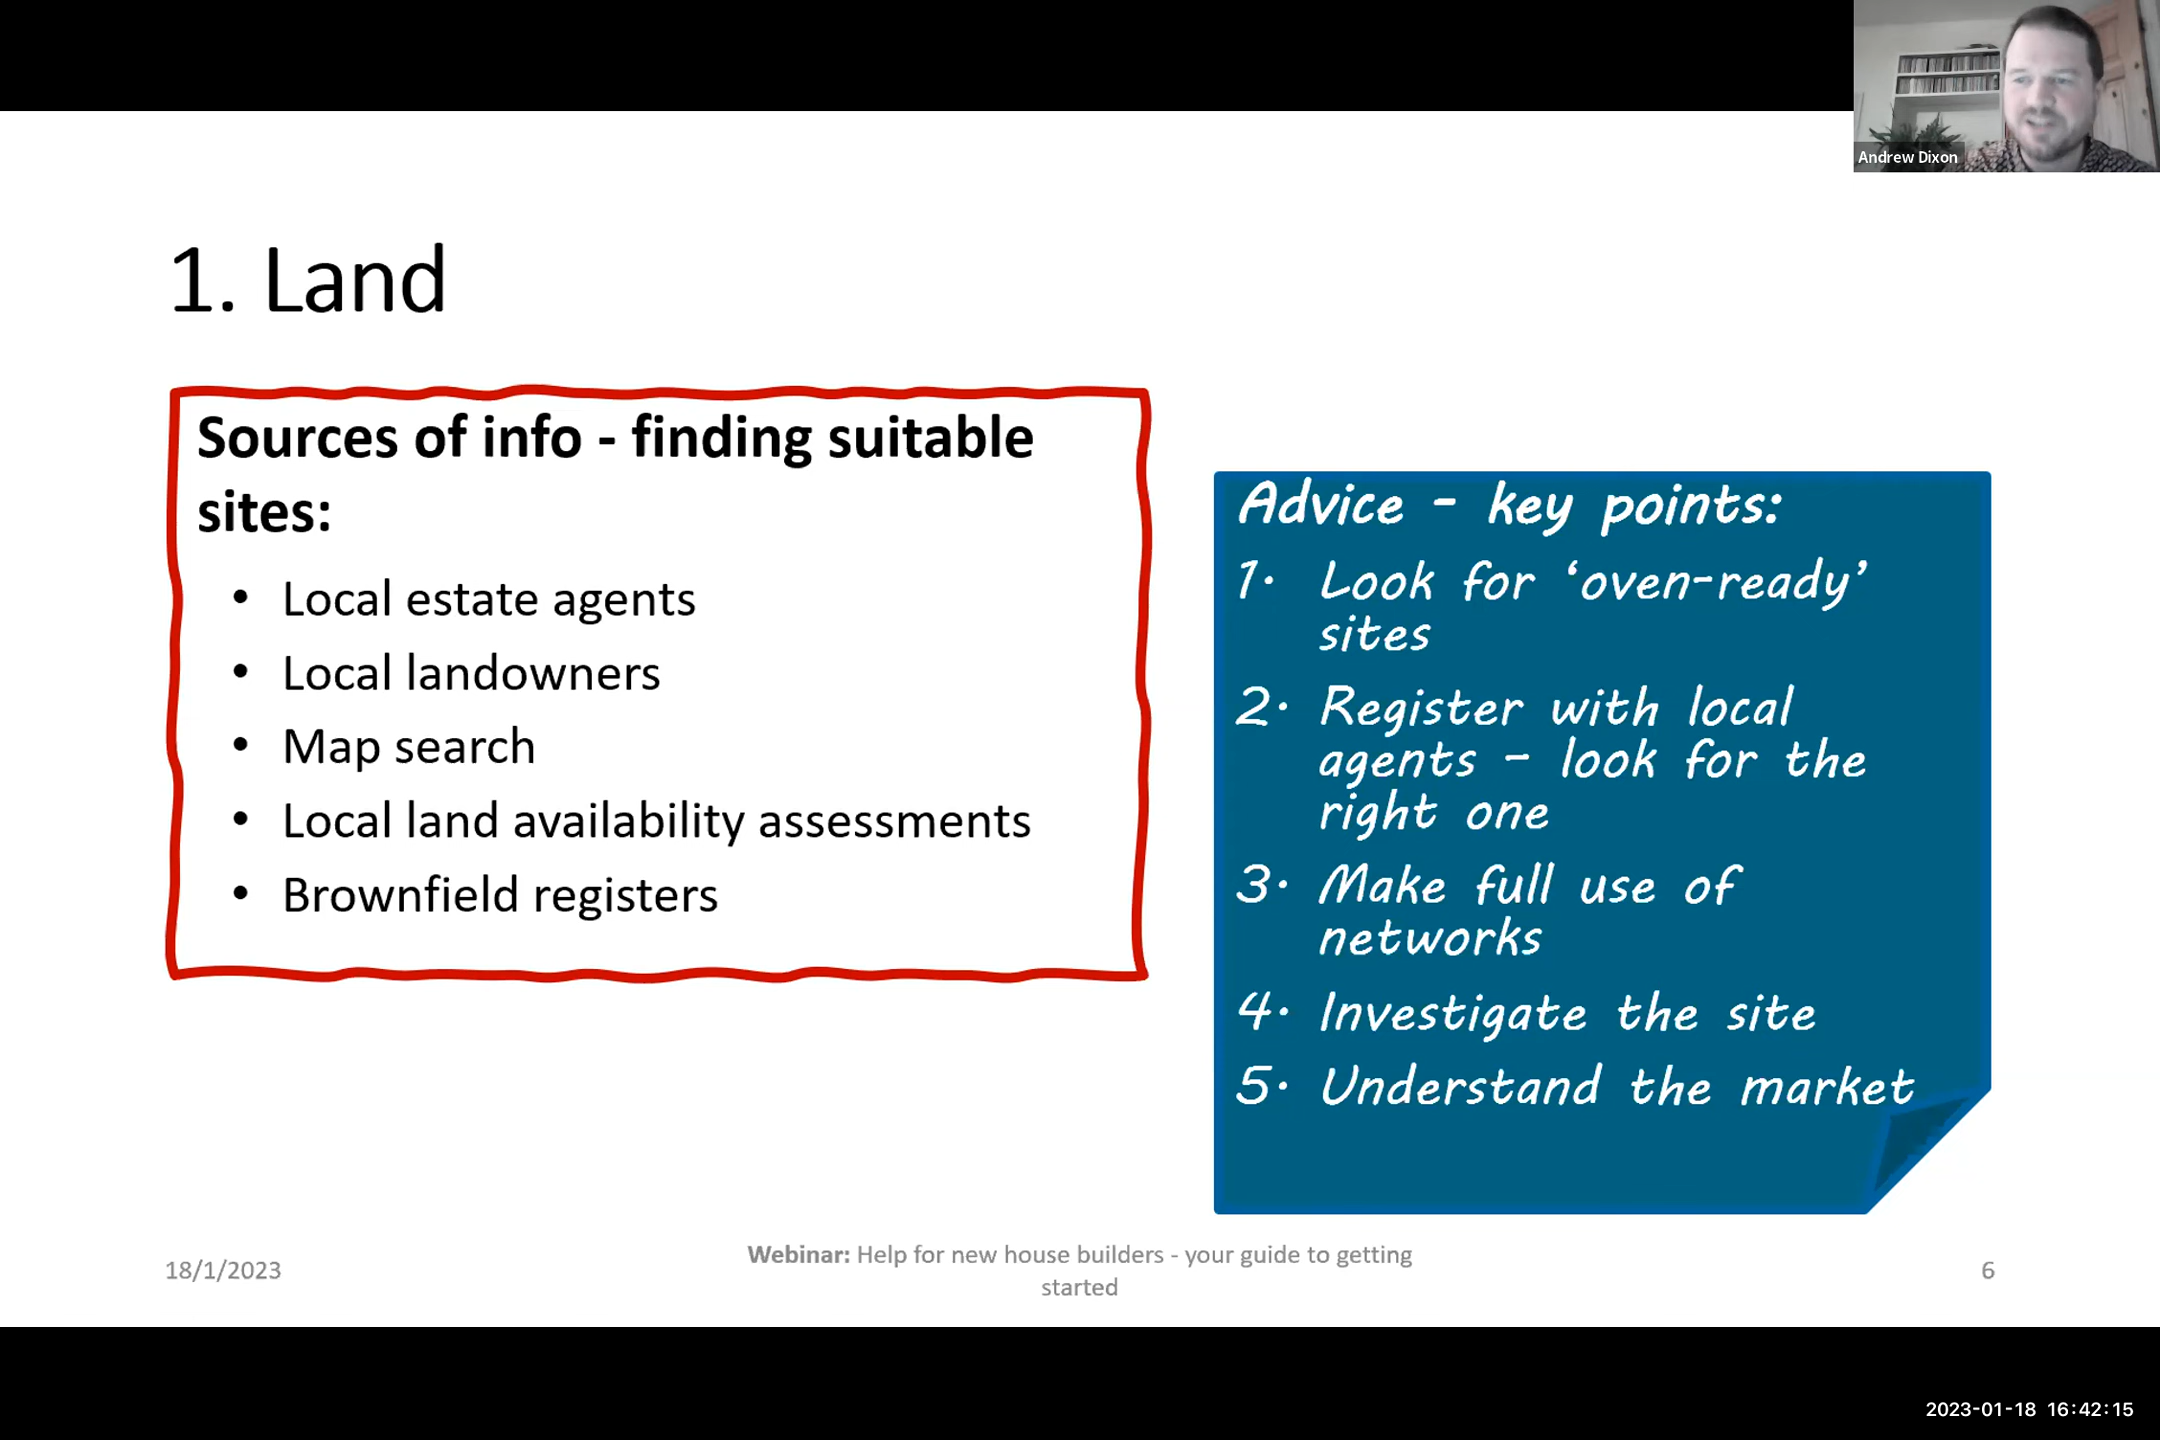 Andrew Dixon
1. Land
Sources of info - finding suitable
sites:
• Local estate agents
• Local landowners
• Map search
• Local land availability assessments
• Brownfield registers
Advice - key points:
1. Look for ‘oven-ready’
sites
2. Register with local
agents – look for the
right one
3. Make full use of
networks
4. Investigate the site
5. Understand the market
18/1/2023
Webinar: Help for new house builders - your guide to getting
started
6
2023-01-18 16:42:15